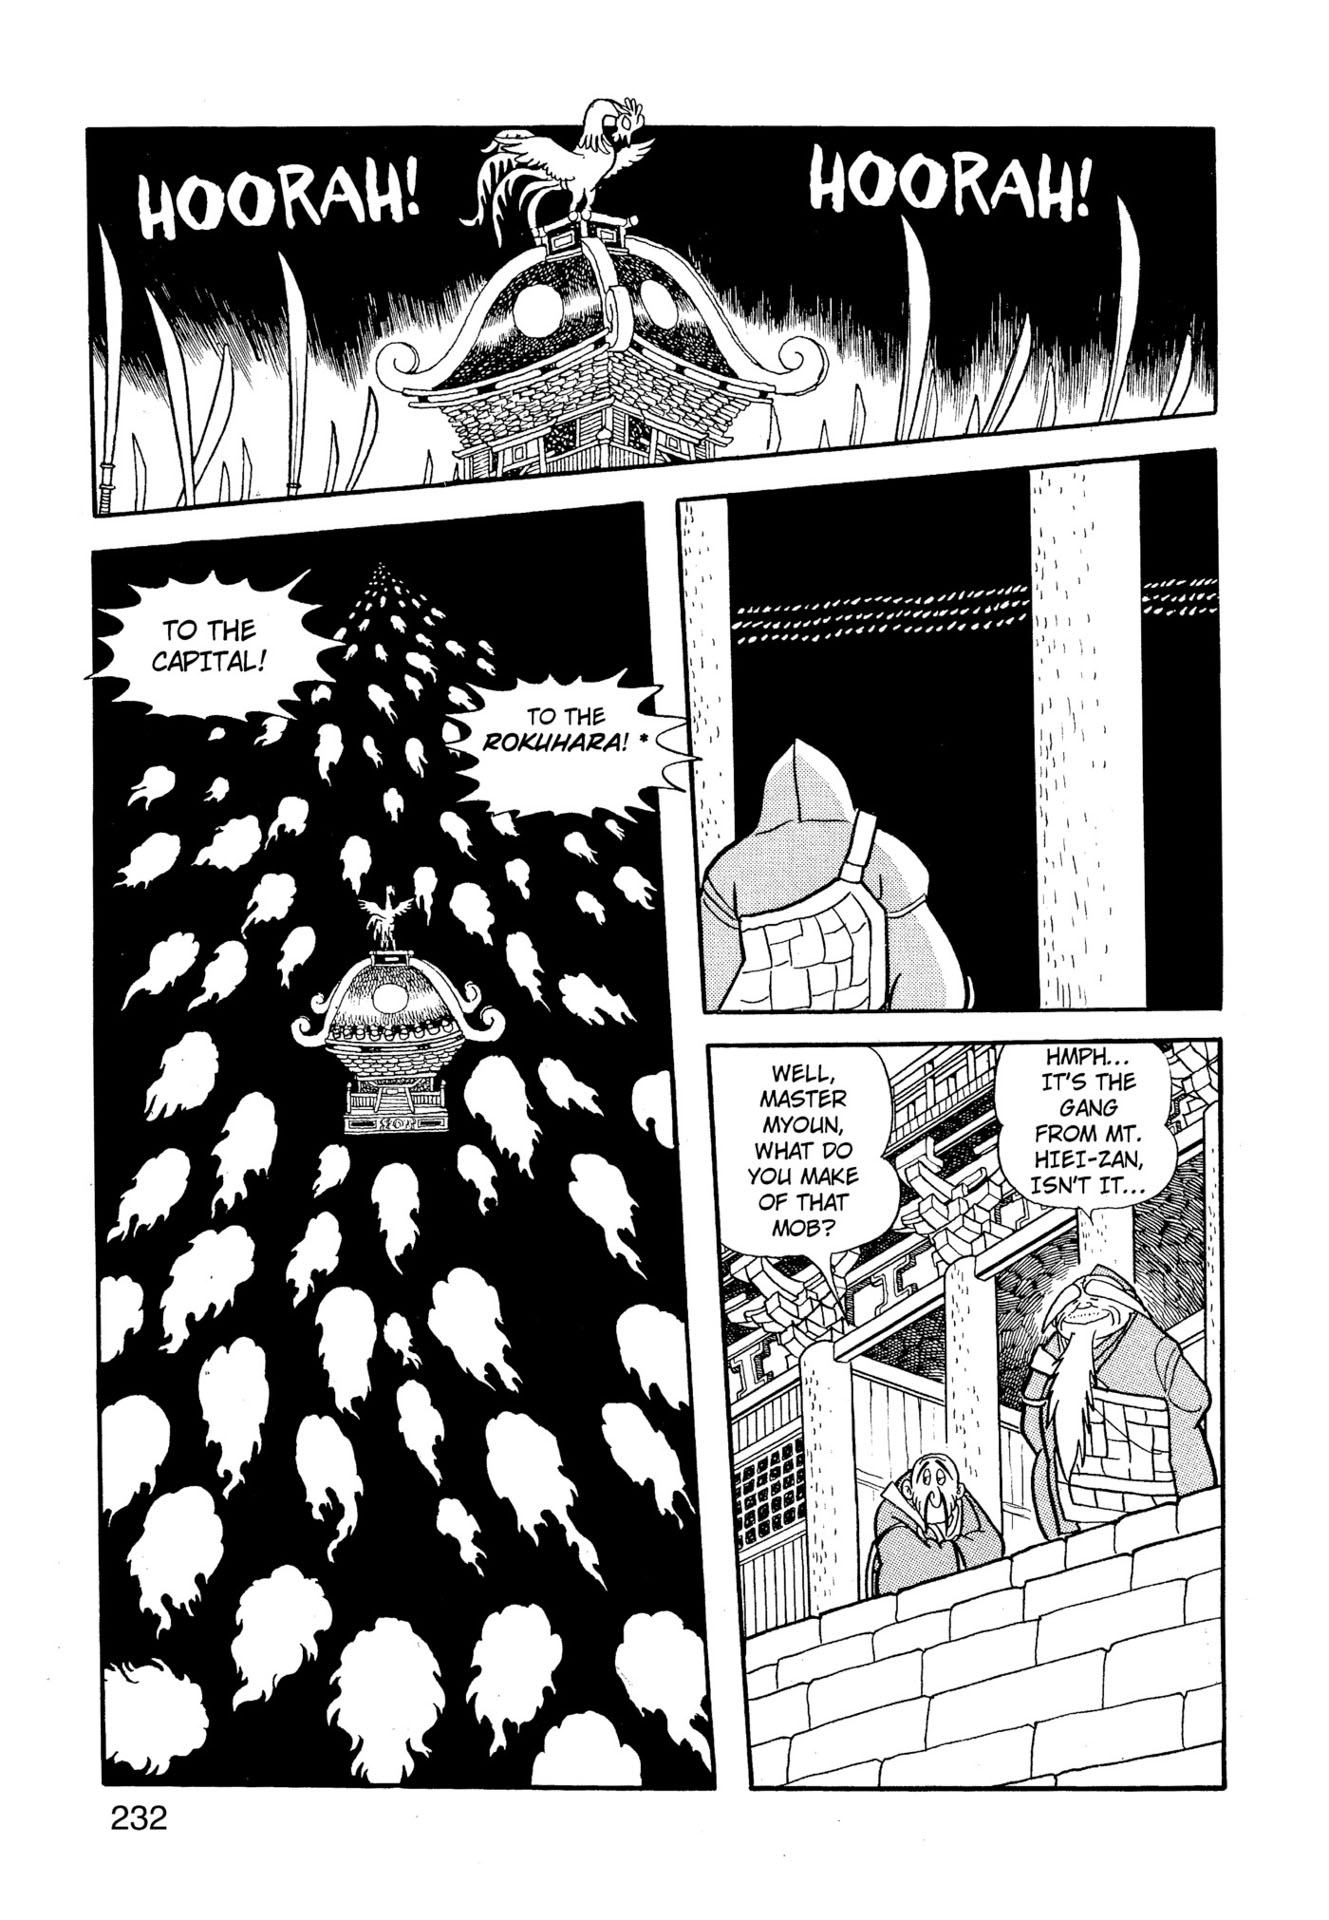 HOORAH!
HOORAH!
TO THE
CAPITAL!
TO THE
ROKUHARA! *
WELL,
MASTER
MYOUN,
WHAT DO
YOU MAKE
OF THAT
MOB?
HMPH...
IT'S THE
GANG
FROM MT.
HIEI-ZAN,
ISN'T IT...
232